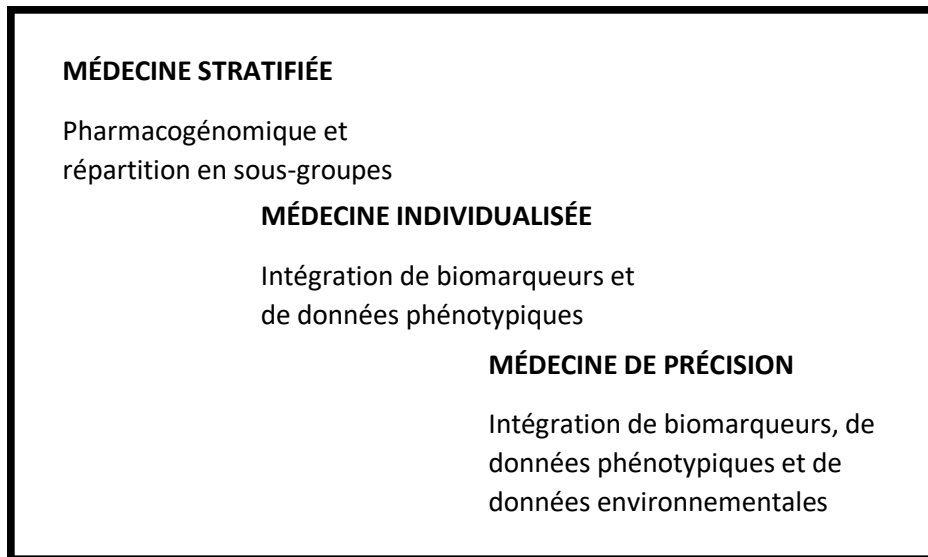 MÉDECINE STRATIFIÉE
Pharmacogénomique et
répartition en sous-groupes
MÉDECINE INDIVIDUALISÉE
Intégration de biomarqueurs et
de données phénotypiques
MÉDECINE DE PRÉCISION
Intégration de biomarqueurs, de
données phénotypiques et de
données environnementales